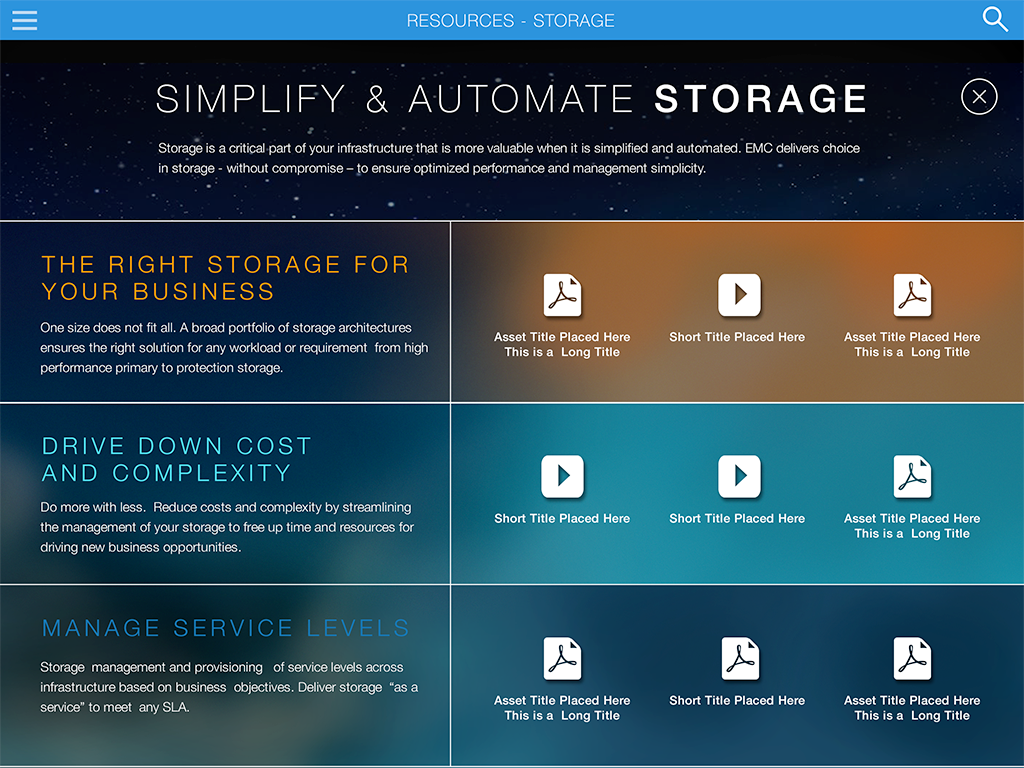 RESOURCES - STORAGE
SIMPLIFY & AUTOMATE STORAGE
Storage is a critical part of your infrastructure that is more valuable when it is simplified and automated. EMC delivers choice
in storage - without compromise – to ensure optimized performance and management simplicity.
THE RIGHT STORAGE FOR
YOUR BUSINESS
One size does not fit all. A broad portfolio of storage architectures
ensures the right solution for any workload or requirement from high
performance primary to protection storage.
Asset Title Placed Here
This is a Long Title
Short Title Placed Here
Asset Title Placed Here
This is a Long Title
DRIVE DOWN COST
AND COMPLEXITY
Do more with less. Reduce costs and complexity by streamlining
the management of your storage to free up time and resources for
driving new business opportunities.
Short Title Placed Here
Short Title Placed Here
Asset Title Placed Here
This is a Long Title
MANAGE SERVICE LEVELS
Storage management and provisioning of service levels across
infrastructure based on business objectives. Deliver storage “as a
service” to meet any SLA.
Asset Title Placed Here
This is a Long Title
Short Title Placed Here
Asset Title Placed Here
This is a Long Title